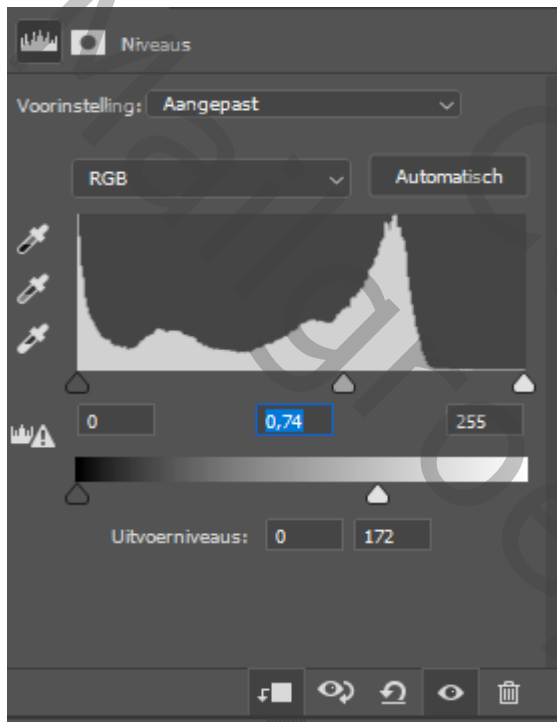 Niveaus
Voorinstelling: Aangepast
RGB Automatisch
0 0,74 255
Uitvoerniveaus: 0 172